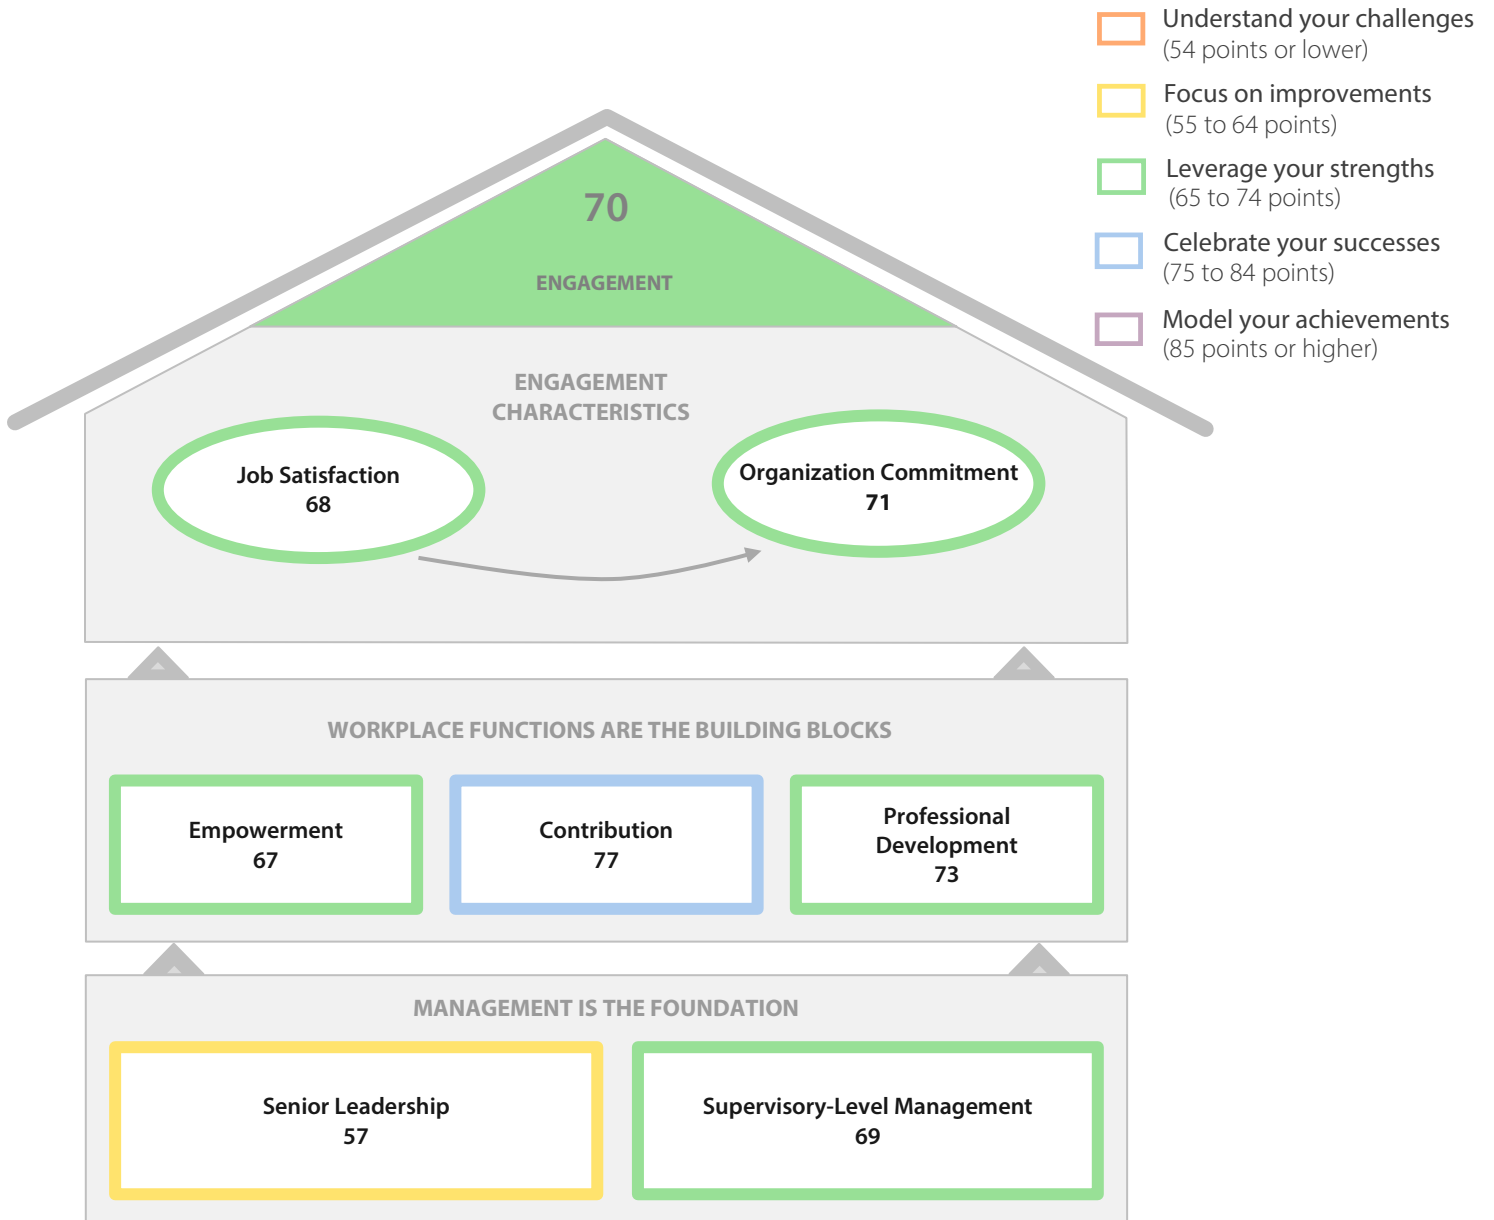 Understand your challenges
(54 points or lower)
Focus on improvements
(55 to 64 points)
Leverage your strengths
(65 to 74 points)
Celebrate your successes
(75 to 84 points)
Model your achievements
(85 points or higher)
70
ENGAGEMENT
ENGAGEMENT
CHARACTERISTICS
Job Satisfaction
68
Organization Commitment
71
WORKPLACE FUNCTIONS ARE THE BUILDING BLOCKS
Empowerment
67
Contribution
77
Professional
Development
73
MANAGEMENT IS THE FOUNDATION
Senior Leadership
57
Supervisory-Level Management
69